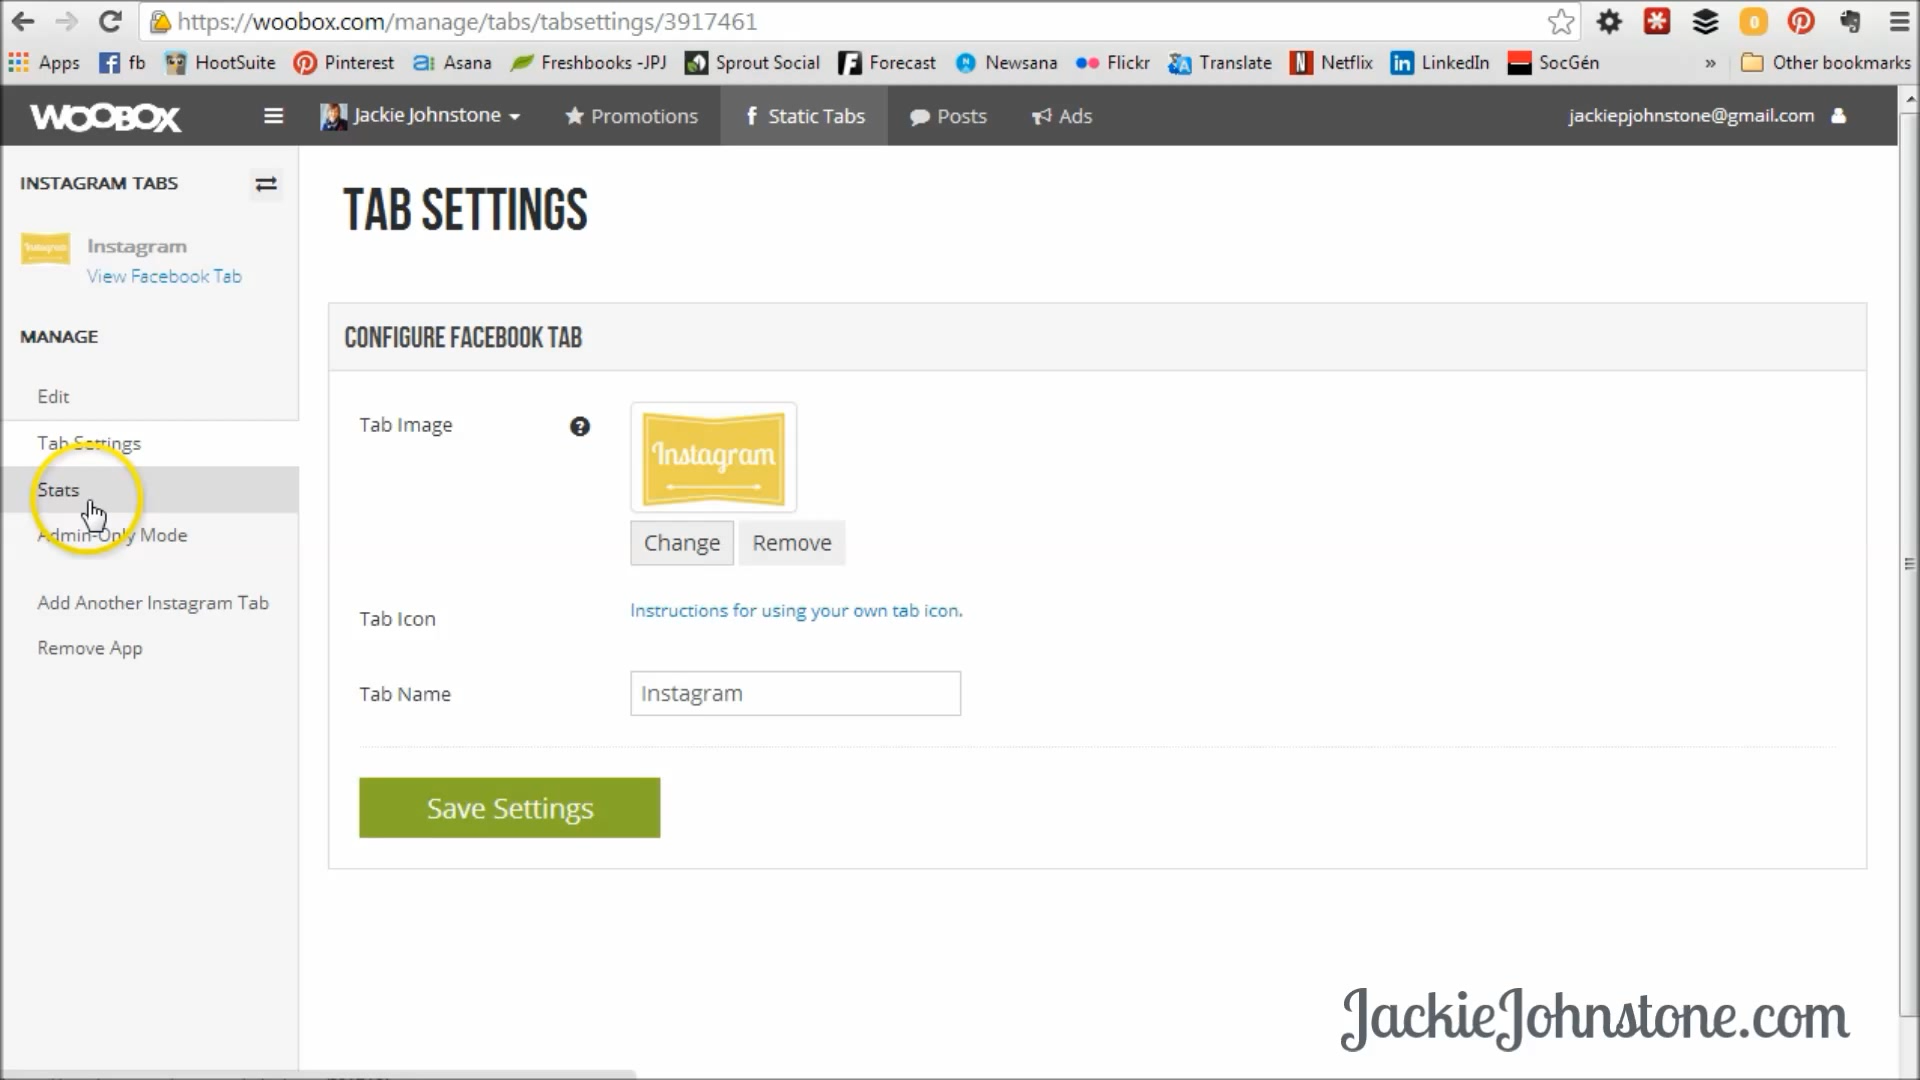 https://woobox.com/manage/tabs/tabsettings/3917461
Apps fb HootSuite Pinterest Asana Freshbooks -JPJ Sprout Social Forecast Newsana Flickr Translate Netflix LinkedIn SocGén » Other bookmarks
WOOBOX Jackie Johnstone Promotions Static Tabs Posts Ads jackiepjohnstone@gmail.com
INSTAGRAM TABS
Instagram
View Facebook Tab
MANAGE
Edit
Tab Settings
Stats
Admin-Only Mode
Add Another Instagram Tab
Remove App
TAB SETTINGS
CONFIGURE FACEBOOK TAB
Tab Image ?
Instagram
Change Remove
Tab Icon Instructions for using your own tab icon.
Tab Name Instagram
Save Settings
JackieJohnstone.com